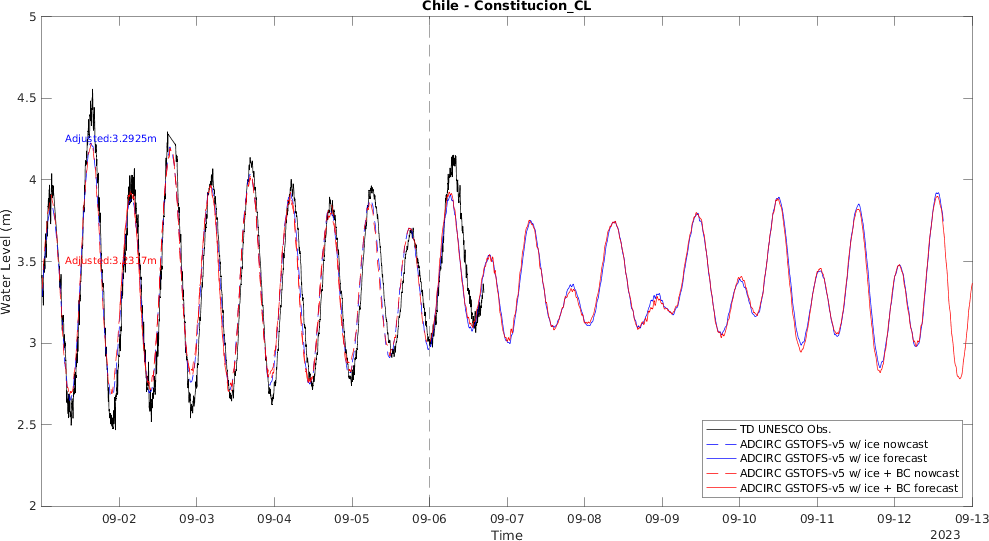 Chile - Constitucion_CL
5
4.5
4
3.5
3
2.5
2
Water Level (m)
Adjusted:3.2925m
Adjusted:3.2317m
TD UNESCO Obs.
ADCIRC GSTOFS-v5 w/ ice nowcast
ADCIRC GSTOFS-v5 w/ ice forecast
ADCIRC GSTOFS-v5 w/ ice + BC nowcast
ADCIRC GSTOFS-v5 w/ ice + BC forecast
09-02 09-03 09-04 09-05 09-06 09-07 09-08 09-09 09-10 09-11 09-12 09-13
Time
2023